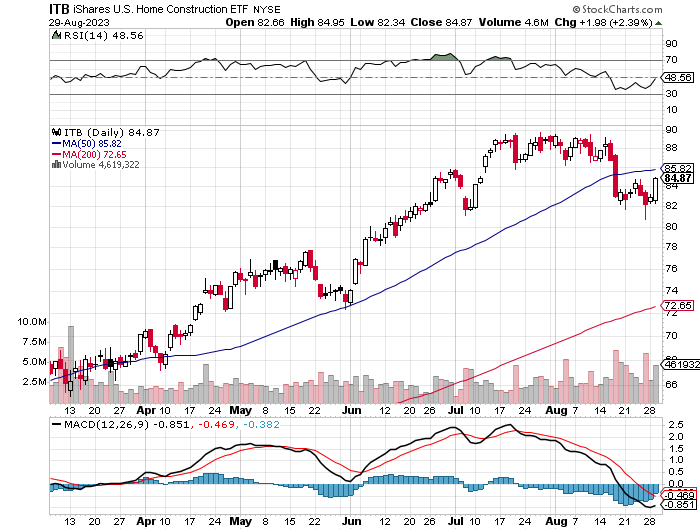 ITB iShares U.S. Home Construction ETF NYSE © StockCharts.com
29-Aug-2023 Open 82.66 High 84.95 Low 82.34 Close 84.87 Volume 4.6M Chg +1.98 (+2.39%)
RSI(14) 48.56
90
70
48.56
30
10
ITB (Daily) 84.87
MA(50) 85.82
MA(200) 72.65
Volume 4,619,322
90
88
85.82
84.87
82
80
78
76
74
72.65
72
70
68
4619322
66
10.0M
7.5M
5.0M
2.5M
13 20 27 Apr 10 17 24 May 8 15 22 Jun 12 20 26 Jul 10 17 24 Aug 7 14 21 28
MACD(12,26,9) -0.851, -0.469, -0.382
2.5
2.0
1.5
1.0
0.5
0.0
-0.469
-0.851
13 20 27 Apr 10 17 24 May 8 15 22 Jun 12 20 26 Jul 10 17 24 Aug 7 14 21 28